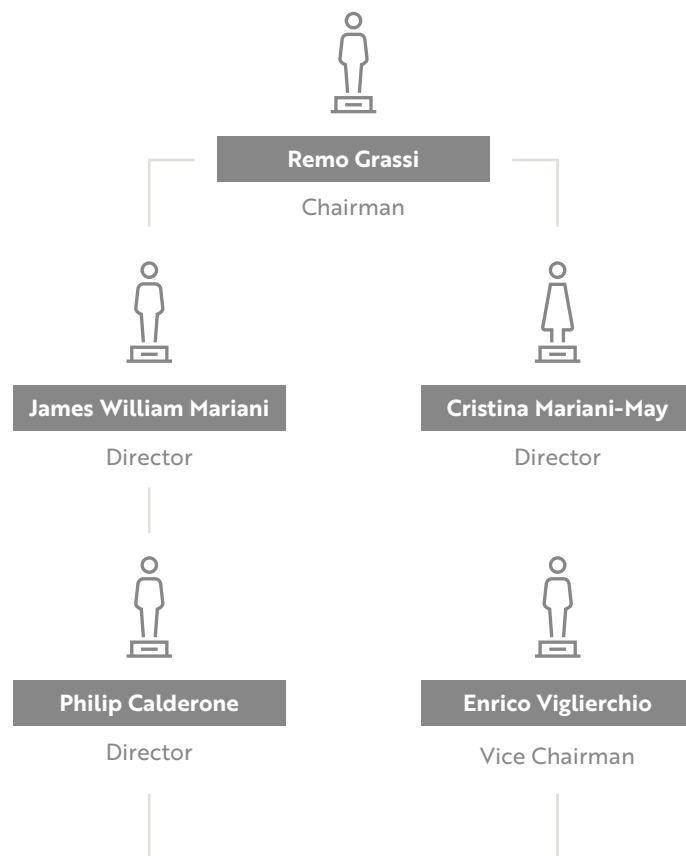 Remo Grassi
Chairman
James William Mariani
Director
Cristina Mariani-May
Director
Philip Calderone
Director
Enrico Viglierchio
Vice Chairman